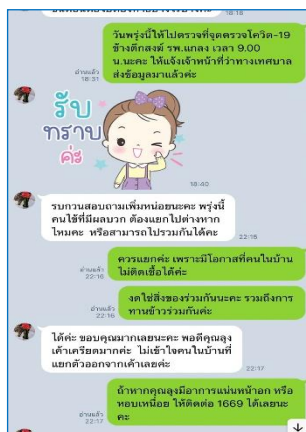 18:18
วันพรุ่งนี้ให้ไปตรวจที่จุดตรวจโควิด-19
ข้างตึกสงฆ์ รพ.แกลง เวลา 9.00
น.นะคะ ให้แจ้งเจ้าหน้าที่ว่าทางเทศบาล
ส่งข้อมูลมาแล้วค่ะ
อ่านแล้ว
18:31
รับ
ทราบ
ค่ะ
18:40
รบกวนสอบถามเพิ่มหน่อยนะคะ พรุ่งนี้
คนไข้ที่มีผลบวก ต้องแยกไปต่างหาก
ไหมคะ หรือสามารถไปรวมกันได้คะ
22:15
ควรแยกค่ะ เพราะมีโอกาสที่คนในบ้าน
ไม่ติดเชื้อได้ค่ะ
อ่านแล้ว
22:16
งดใช้สิ่งของร่วมกันนะคะ รวมถึงการ
ทานข้าวร่วมกันค่ะ
อ่านแล้ว
22:16
ได้ค่ะ ขอบคุณมากเลยนะคะ พอดีคุณลุง
เค้าเครียดมากค่ะ ไม่เข้าใจคนในบ้านที่
แยกตัวออกจากเค้าเลยค่ะ
22:17
ถ้าหากคุณลุงมีอาการแน่นหน้าอก หรือ
หอบเหนื่อย ให้ติดต่อ 1669 ได้เลยนะ
คะ
อ่านแล้ว
22:17